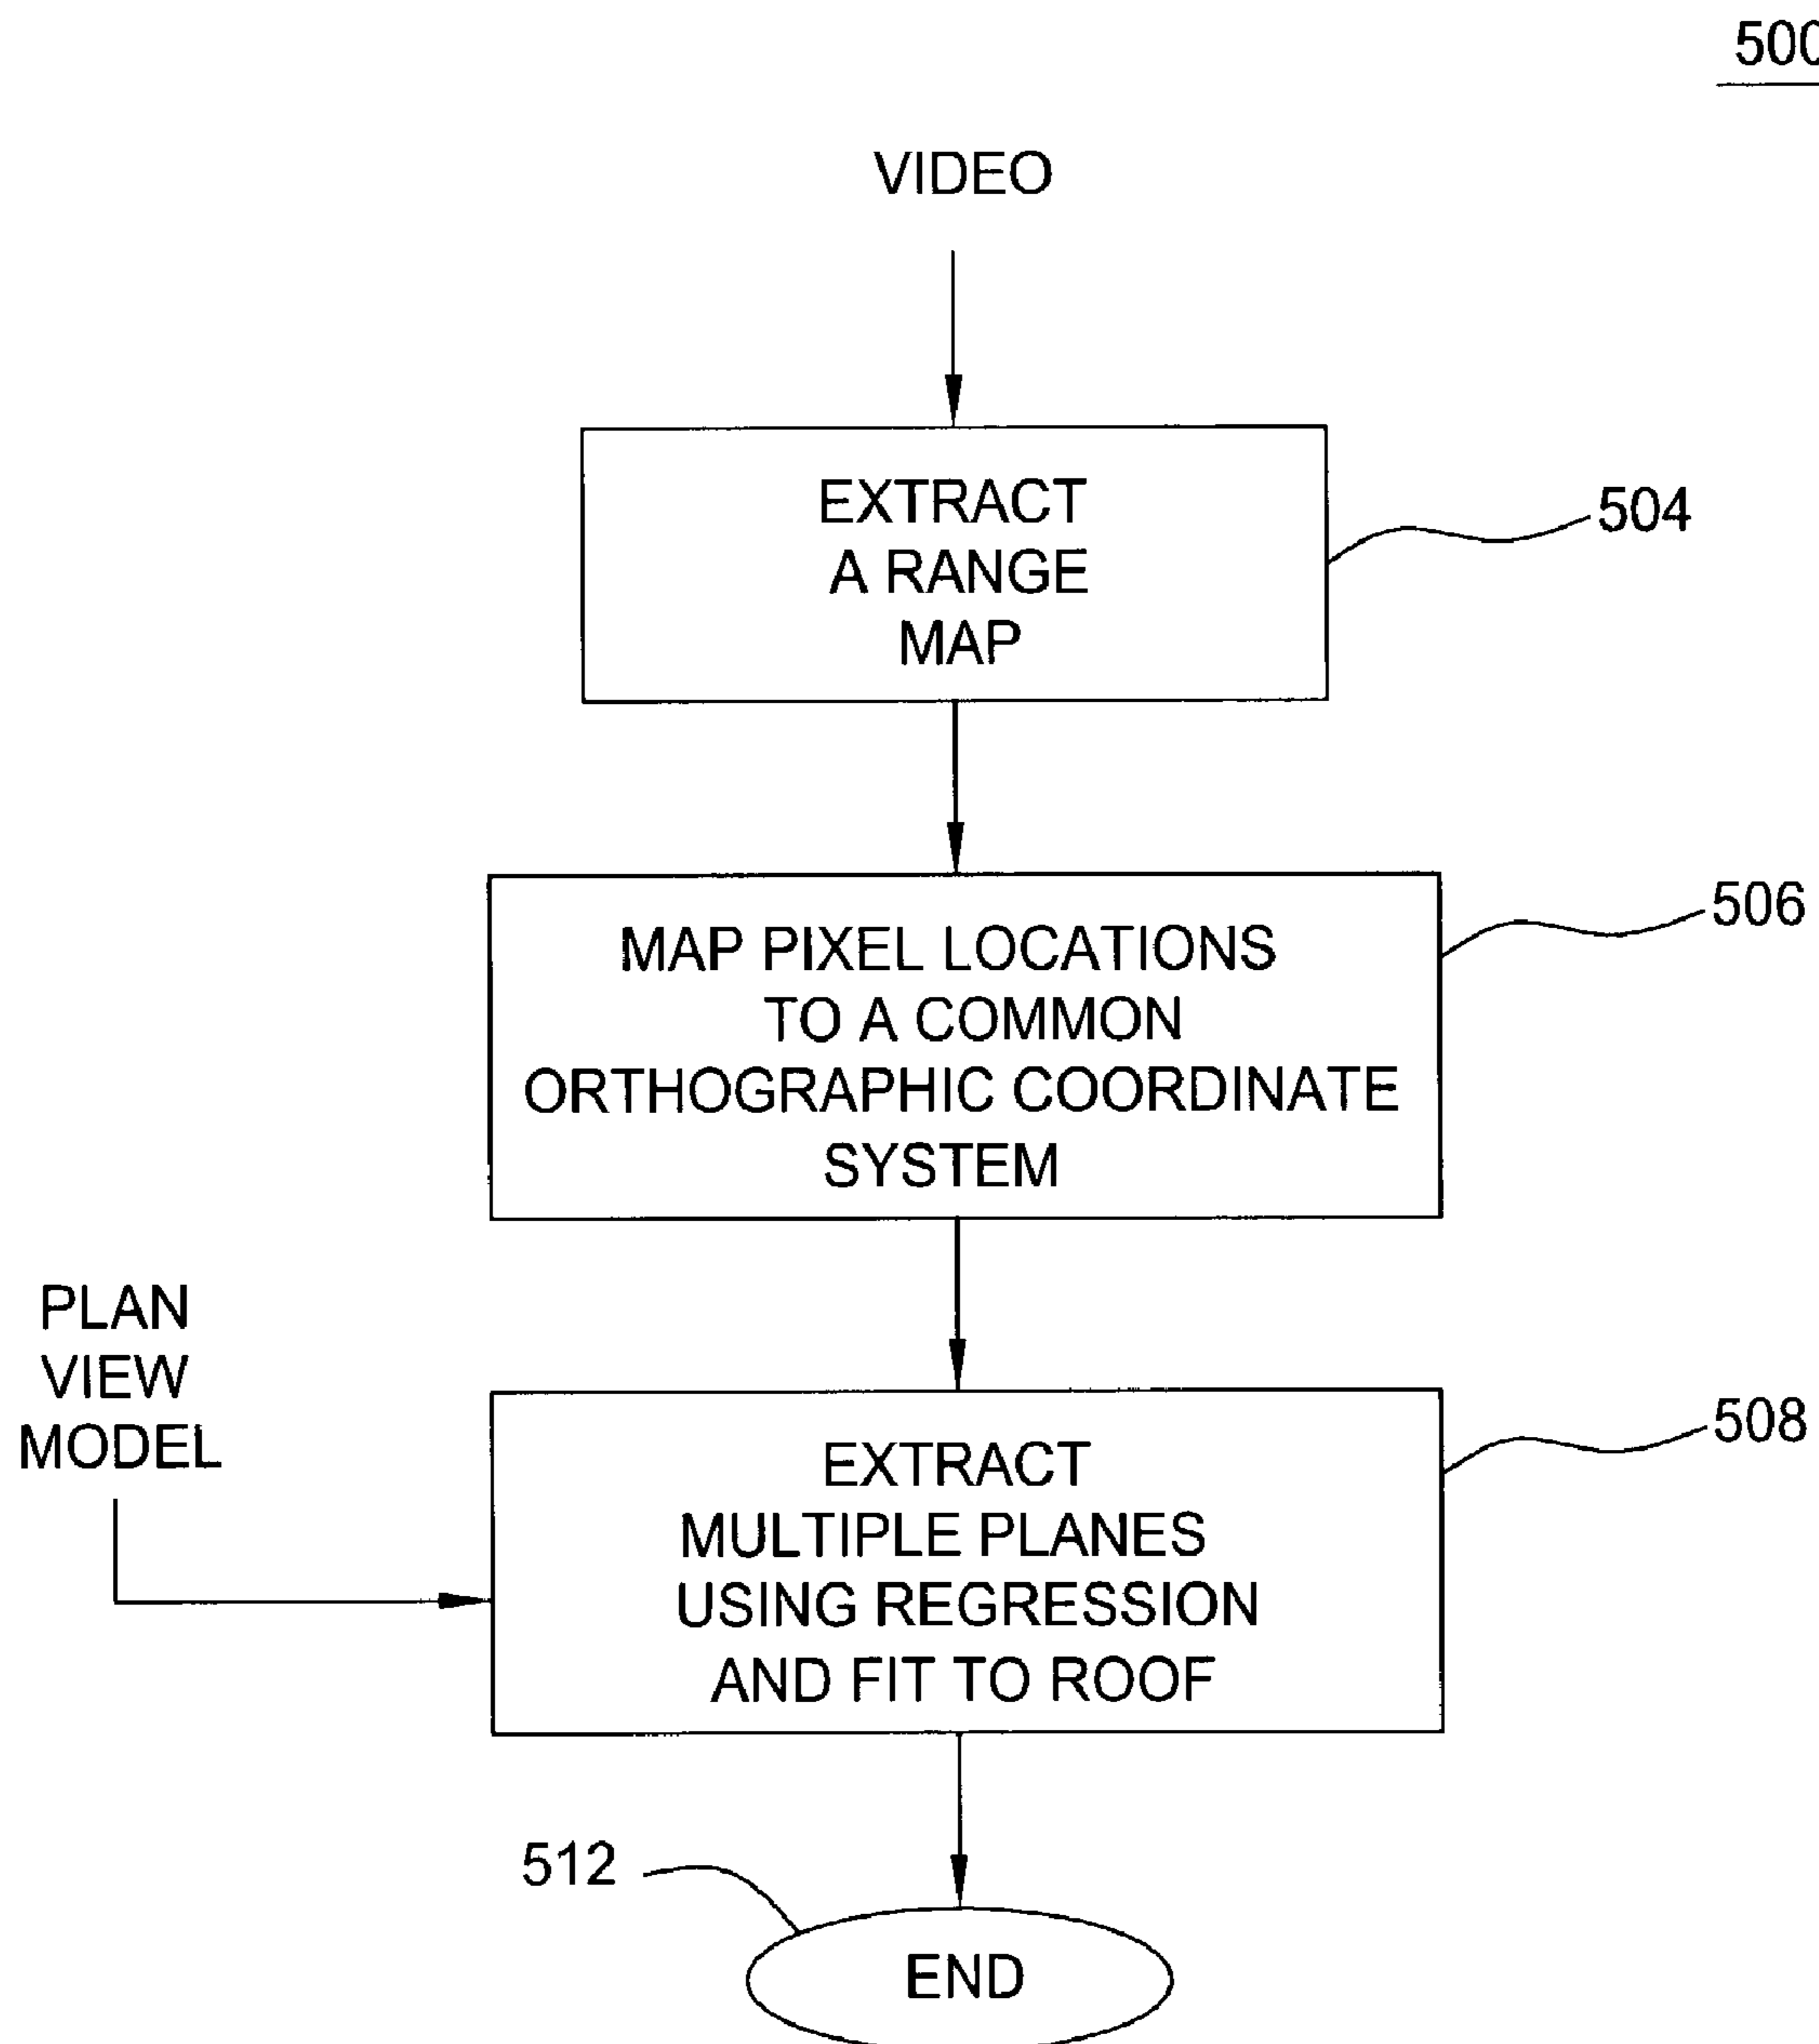 500
VIDEO
EXTRACT
A RANGE
MAP
504
MAP PIXEL LOCATIONS
TO A COMMON
ORTHOGRAPHIC COORDINATE
SYSTEM
506
PLAN
VIEW
MODEL
EXTRACT
MULTIPLE PLANES
USING REGRESSION
AND FIT TO ROOF
508
512
END